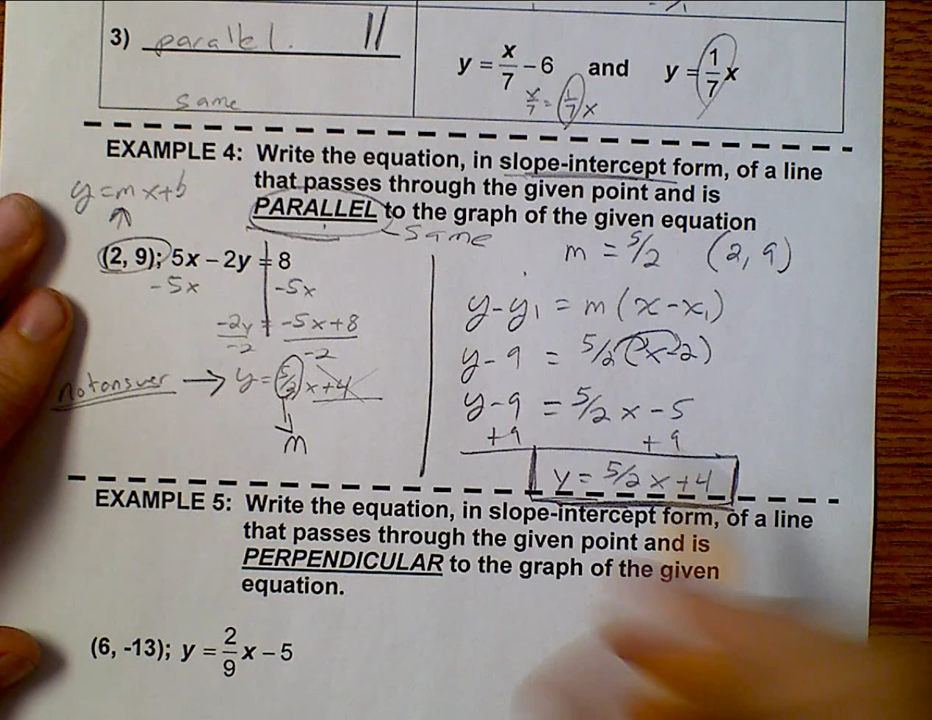 3) parallel. //
same
y = x/7 - 6 and y = 1/7 x
x/7 = 1/7 x
EXAMPLE 4: Write the equation, in slope-intercept form, of a line
that passes through the given point and is
PARALLEL to the graph of the given equation
y=mx+b
same
(2, 9); 5x - 2y = 8
-5x -5x
-2y = -5x+8
-2 -2
not answer → y = 5/2 x+4
m
m = 5/2 (2, 9)
y-y₁ = m(x-x₁)
y-9 = 5/2(x-2)
y-9 = 5/2 x - 5
+9 +9
y = 5/2 x + 4
EXAMPLE 5: Write the equation, in slope-intercept form, of a line
that passes through the given point and is
PERPENDICULAR to the graph of the given
equation.
(6, -13); y = 2/9 x - 5